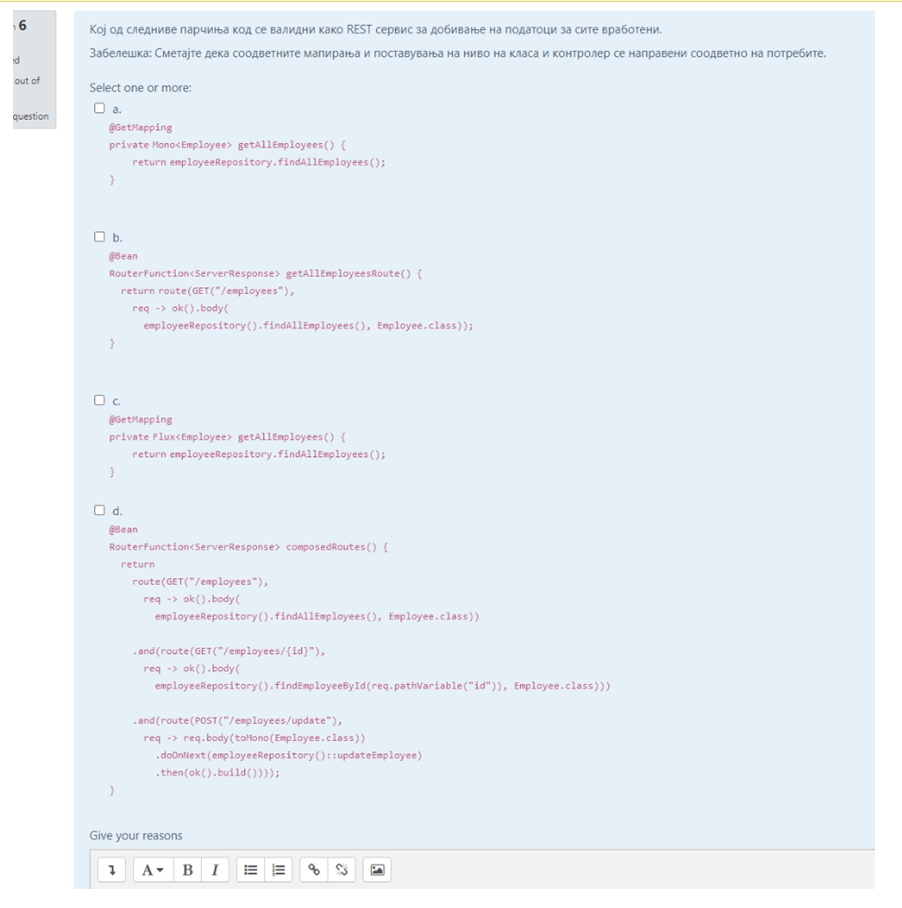 6
ed
out of
question
Кој од следниве парчиња код се валидни како REST сервис за добивање на податоци за сите вработени.
Забелешка: Сметајте дека соодветните мапирања и поставувања на ниво на класа и контролер се направени соодветно на потребите.
Select one or more:
a.
@GetMapping
private Mono<Employee> getAllEmployees() {
return employeeRepository.findAllEmployees();
}
b.
@Bean
RouterFunction<ServerResponse> getAllEmployeesRoute() {
return route(GET("/employees"),
req -> ok().body(
employeeRepository().findAllEmployees(), Employee.class));
}
c.
@GetMapping
private Flux<Employee> getAllEmployees() {
return employeeRepository.findAllEmployees();
}
d.
@Bean
RouterFunction<ServerResponse> composedRoutes() {
return
route(GET("/employees"),
req -> ok().body(
employeeRepository().findAllEmployees(), Employee.class))
.and(route(GET("/employees/{id}"),
req -> ok().body(
employeeRepository().findEmployeeById(req.pathVariable("id")), Employee.class)))
.and(route(POST("/employees/update"),
req -> req.body(toMono(Employee.class))
.doOnNext(employeeRepository()::updateEmployee)
.then(ok().build())));
}
Give your reasons
A B I